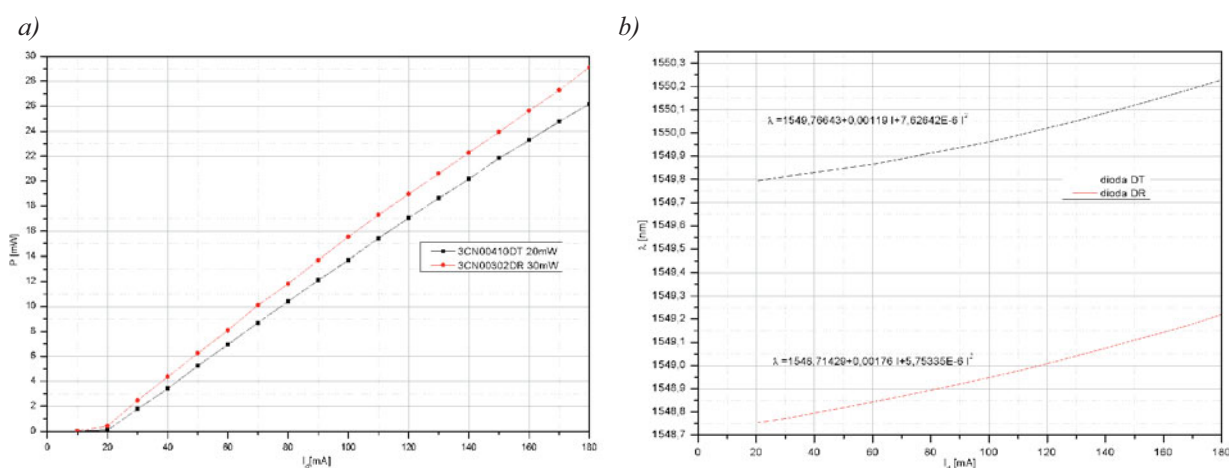 a)
30
28
26
24
22
20
18
16
14
12
10
8
6
4
2
0
P [mW]
3CN00410DT 20mW
3CN00302DR 30mW
0 20 40 60 80 100 120 140 160 180
I_d[mA]
b)
1550,3
1550,2
1550,1
1550,0
1549,9
1549,8
1549,7
1549,6
1549,5
1549,4
1549,3
1549,2
1549,1
1549,0
1548,9
1548,8
1548,7
λ [nm]
λ =1549,76643+0,00119 I+7,62642E-6 I²
dioda DT
dioda DR
λ =1548,71429+0,00176 I+5,75335E-6 I²
0 20 40 60 80 100 120 140 160 180
I_d [mA]